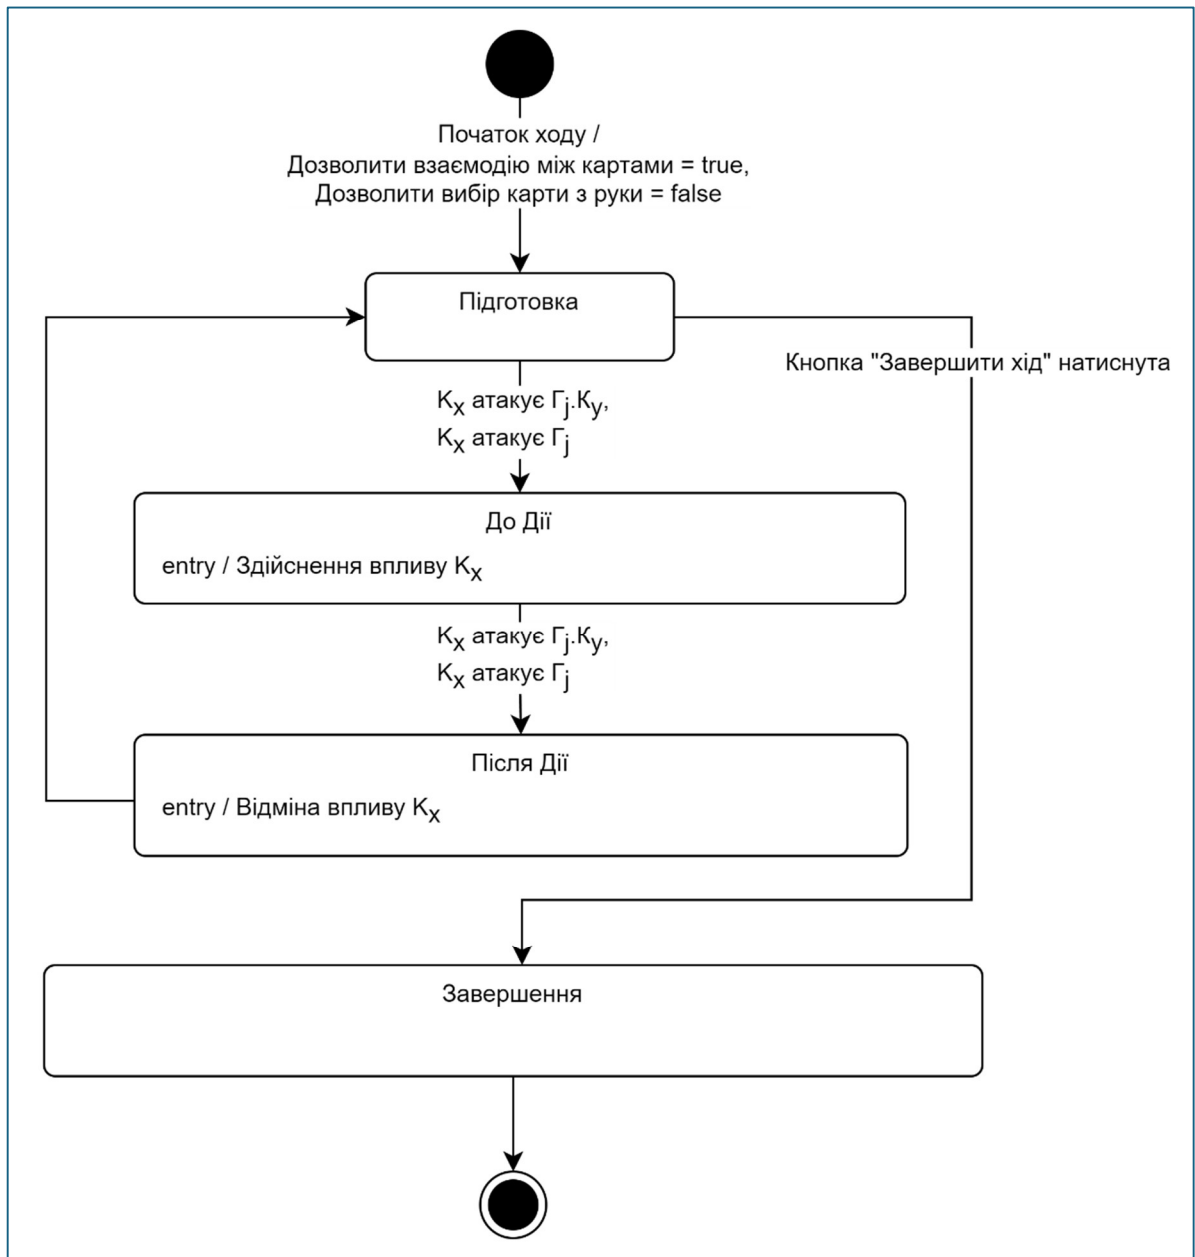 Початок ходу /
Дозволити взаємодію між картами = true,
Дозволити вибір карти з руки = false
Підготовка
Кнопка "Завершити хід" натиснута
Kx атакує Гj.Кy,
Kx атакує Гj
До Дії
entry / Здійснення впливу Kx
Kx атакує Гj.Кy,
Kx атакує Гj
Після Дії
entry / Відміна впливу Kx
Завершення